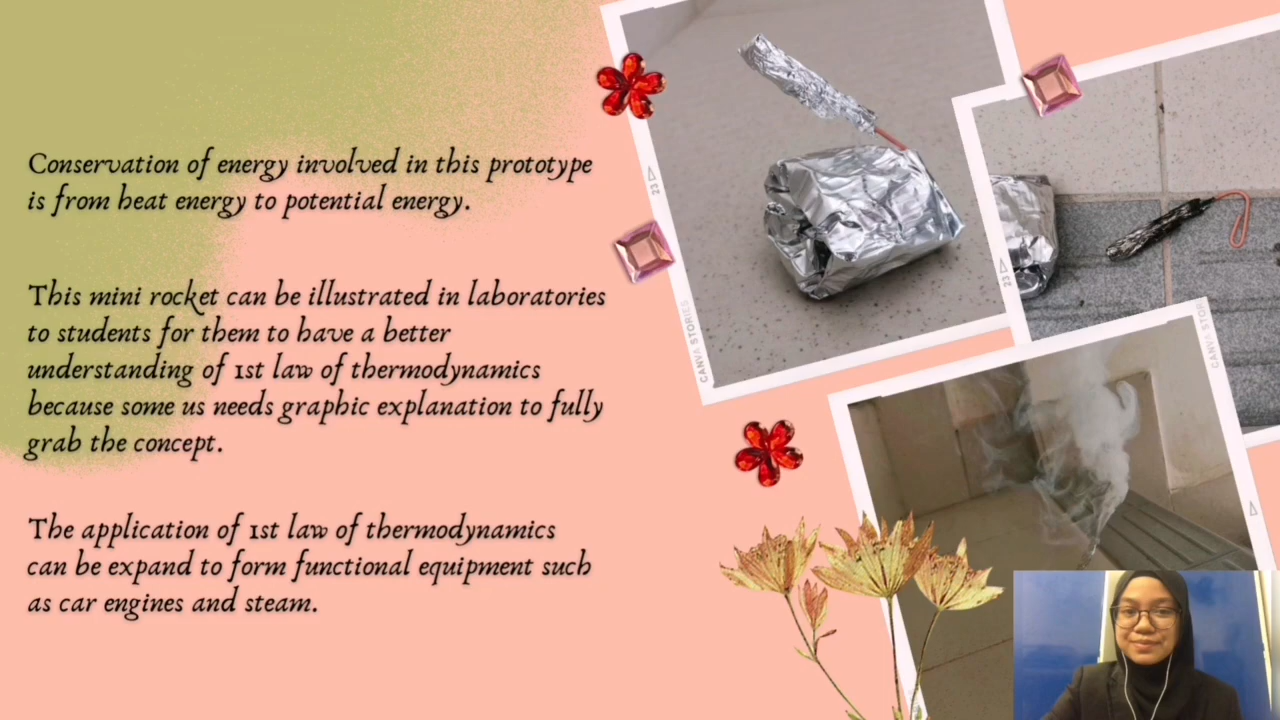 Conservation of energy involved in this prototype
is from heat energy to potential energy.
This mini rocket can be illustrated in laboratories
to students for them to have a better
understanding of 1st law of thermodynamics
because some us needs graphic explanation to fully
grab the concept.
The application of 1st law of thermodynamics
can be expand to form functional equipment such
as car engines and steam.
23
CANVA STORIES
23
CANVA STORIES